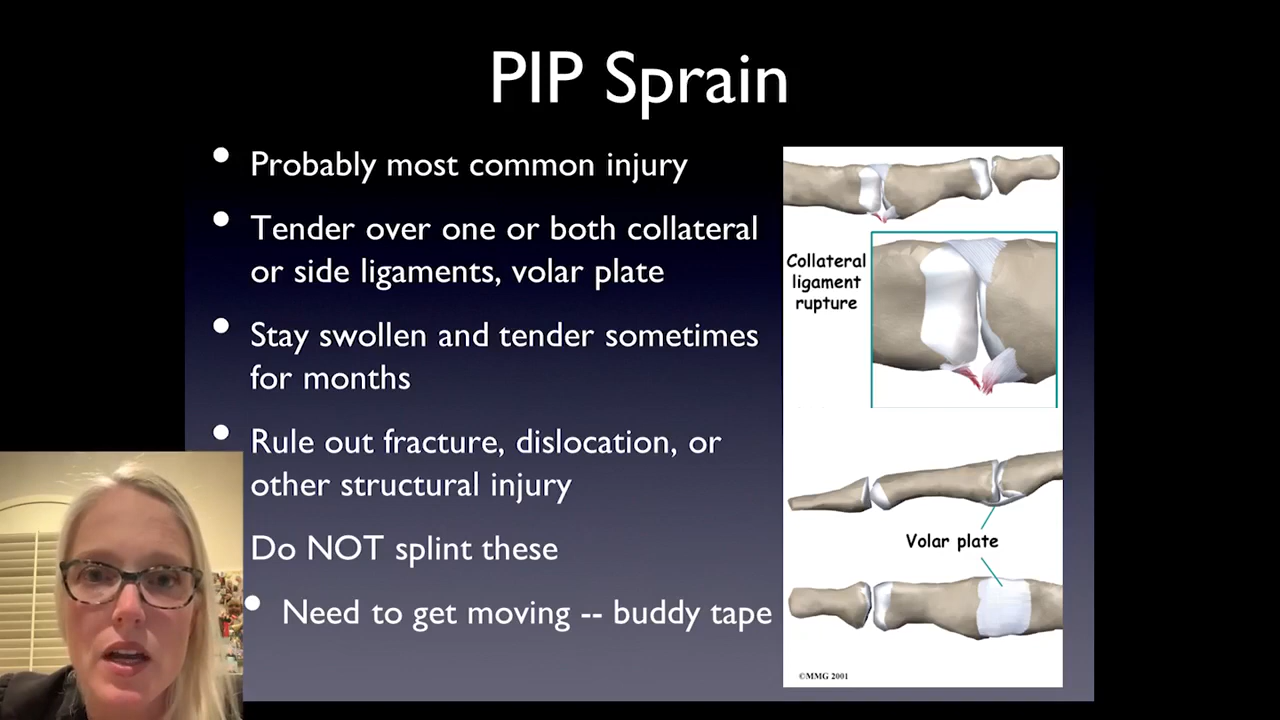 PIP Sprain
Probably most common injury
Tender over one or both collateral
or side ligaments, volar plate
Stay swollen and tender sometimes
for months
Rule out fracture, dislocation, or
other structural injury
Do NOT splint these
Need to get moving -- buddy tape
Collateral
ligament
rupture
Volar plate
©MMG 2001